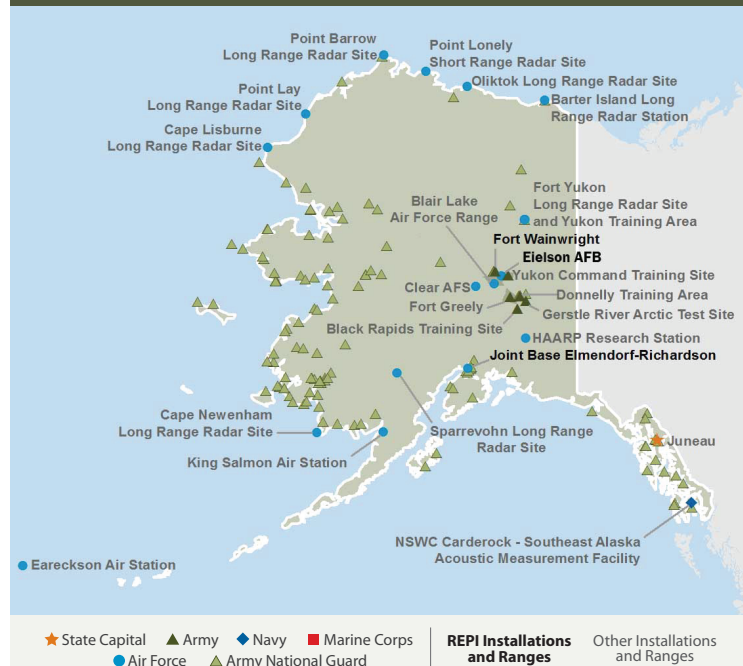 Point Barrow
Long Range Radar Site
Point Lonely
Short Range Radar Site
Oliktok Long Range Radar Site
Point Lay
Long Range Radar Site
Barter Island Long
Range Radar Station
Cape Lisburne
Long Range Radar Site
Blair Lake
Air Force Range
Fort Yukon
Long Range Radar Site
and Yukon Training Area
Fort Wainwright
Eielson AFB
Yukon Command Training Site
Clear AFS
Donnelly Training Area
Fort Greely
Gerstle River Arctic Test Site
Black Rapids Training Site
HAARP Research Station
Joint Base Elmendorf-Richardson
Cape Newenham
Long Range Radar Site
Sparrevohn Long Range
Radar Site
King Salmon Air Station
Juneau
NSWC Carderock - Southeast Alaska
Acoustic Measurement Facility
Eareckson Air Station
State Capital
Army
Navy
Marine Corps
Air Force
Army National Guard
REPI Installations
and Ranges
Other Installations
and Ranges